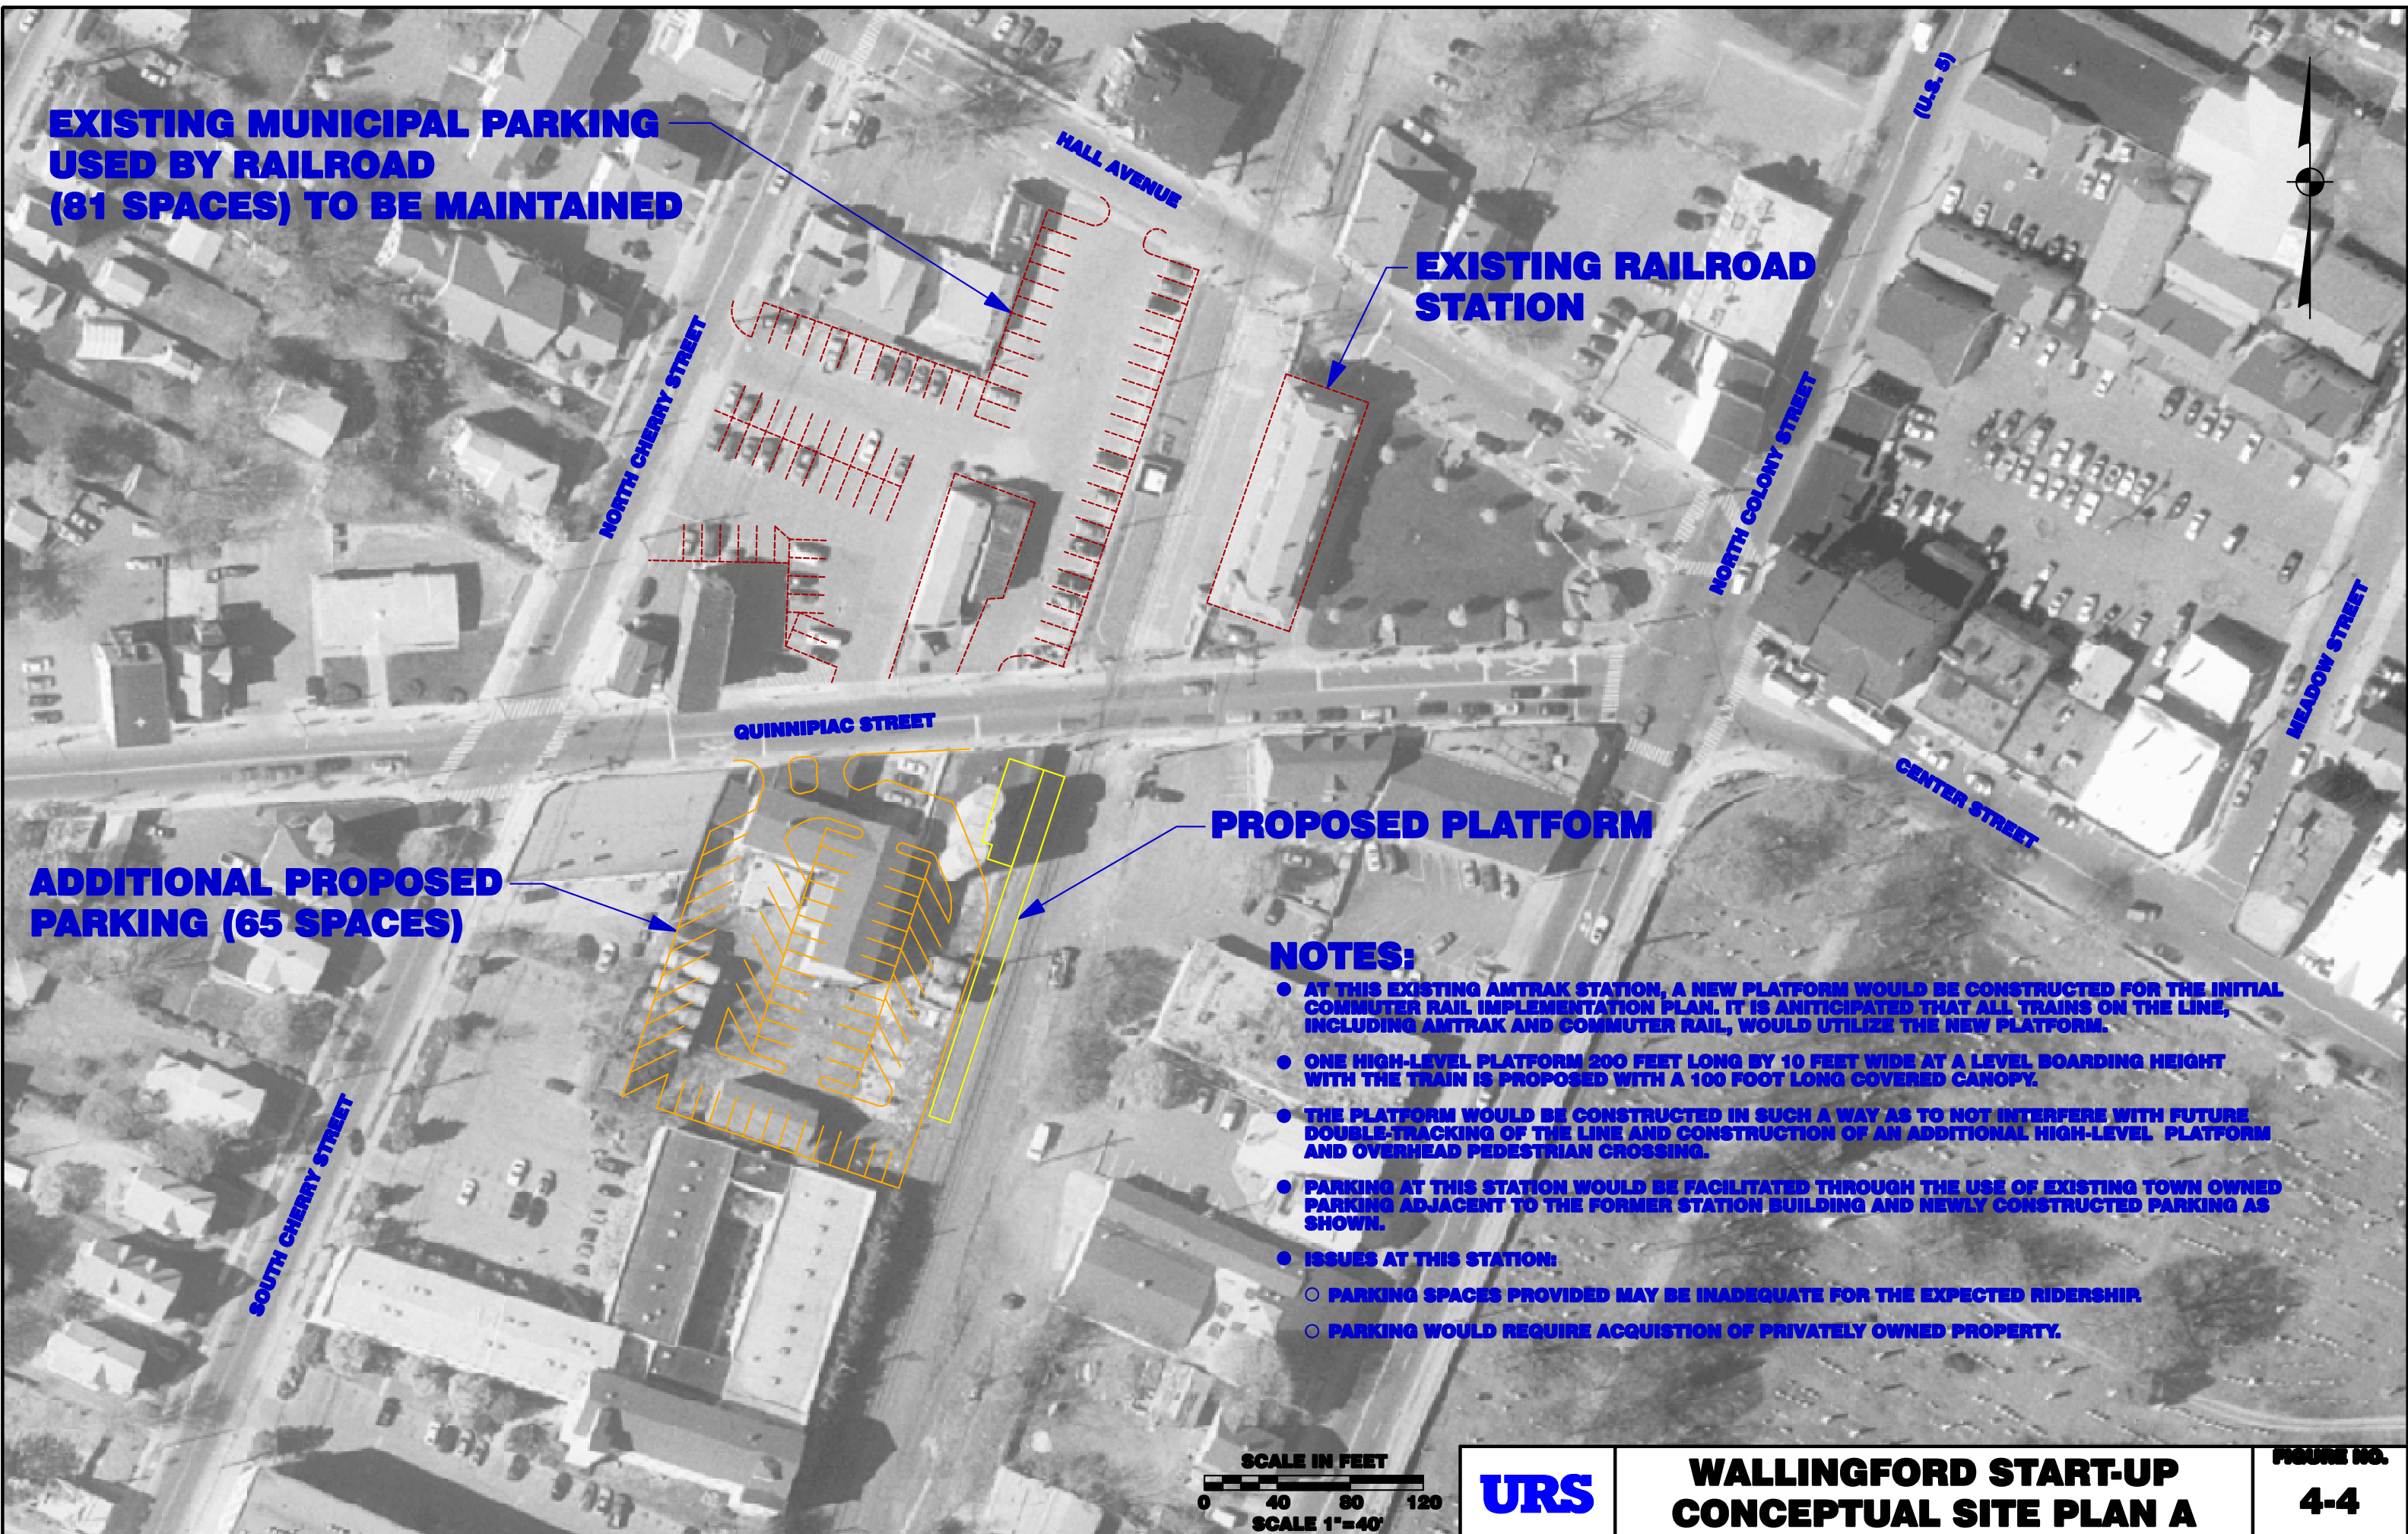 (U.S. 5)
EXISTING MUNICIPAL PARKING
USED BY RAILROAD
(81 SPACES) TO BE MAINTAINED
HALL AVENUE
EXISTING RAILROAD
STATION
NORTH CHERRY STREET
NORTH COLONY STREET
MEADOW STREET
QUINNIPIAC STREET
CENTER STREET
PROPOSED PLATFORM
ADDITIONAL PROPOSED
PARKING (65 SPACES)
SOUTH CHERRY STREET
NOTES:
● AT THIS EXISTING AMTRAK STATION, A NEW PLATFORM WOULD BE CONSTRUCTED FOR THE INITIAL
COMMUTER RAIL IMPLEMENTATION PLAN. IT IS ANITICIPATED THAT ALL TRAINS ON THE LINE,
INCLUDING AMTRAK AND COMMUTER RAIL, WOULD UTILIZE THE NEW PLATFORM.
● ONE HIGH-LEVEL PLATFORM 200 FEET LONG BY 10 FEET WIDE AT A LEVEL BOARDING HEIGHT
WITH THE TRAIN IS PROPOSED WITH A 100 FOOT LONG COVERED CANOPY.
● THE PLATFORM WOULD BE CONSTRUCTED IN SUCH A WAY AS TO NOT INTERFERE WITH FUTURE
DOUBLE-TRACKING OF THE LINE AND CONSTRUCTION OF AN ADDITIONAL HIGH-LEVEL PLATFORM
AND OVERHEAD PEDESTRIAN CROSSING.
● PARKING AT THIS STATION WOULD BE FACILITATED THROUGH THE USE OF EXISTING TOWN OWNED
PARKING ADJACENT TO THE FORMER STATION BUILDING AND NEWLY CONSTRUCTED PARKING AS
SHOWN.
● ISSUES AT THIS STATION:
○ PARKING SPACES PROVIDED MAY BE INADEQUATE FOR THE EXPECTED RIDERSHIP.
○ PARKING WOULD REQUIRE ACQUISTION OF PRIVATELY OWNED PROPERTY.
SCALE IN FEET
0 40 80 120
SCALE 1"=40'
URS
WALLINGFORD START-UP
CONCEPTUAL SITE PLAN A
FIGURE NO.
4-4